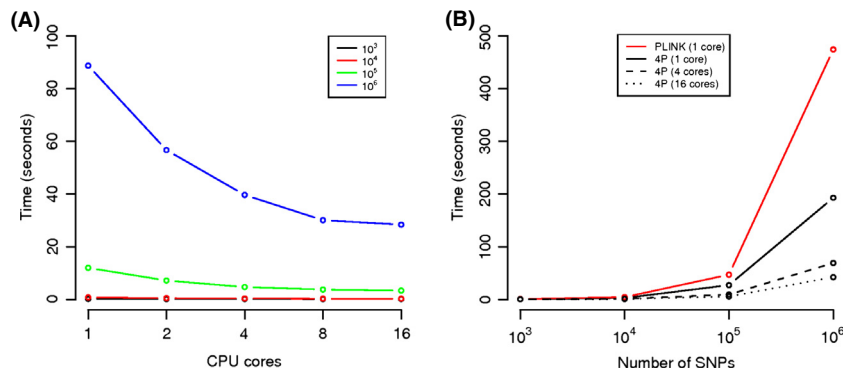 (A)
100
80
60
40
20
0
Time (seconds)
10³
10⁴
10⁵
10⁶
1 2 4 8 16
CPU cores
(B)
500
400
300
200
100
0
Time (seconds)
PLINK (1 core)
4P (1 core)
4P (4 cores)
4P (16 cores)
10³ 10⁴ 10⁵ 10⁶
Number of SNPs